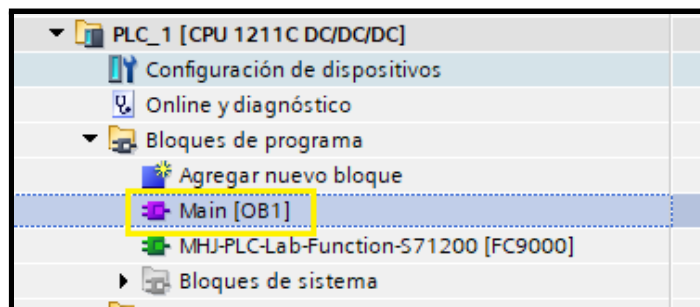 PLC_1 [CPU 1211C DC/DC/DC]
Configuración de dispositivos
Online y diagnóstico
Bloques de programa
Agregar nuevo bloque
Main [OB1]
MHJ-PLC-Lab-Function-S71200 [FC9000]
Bloques de sistema